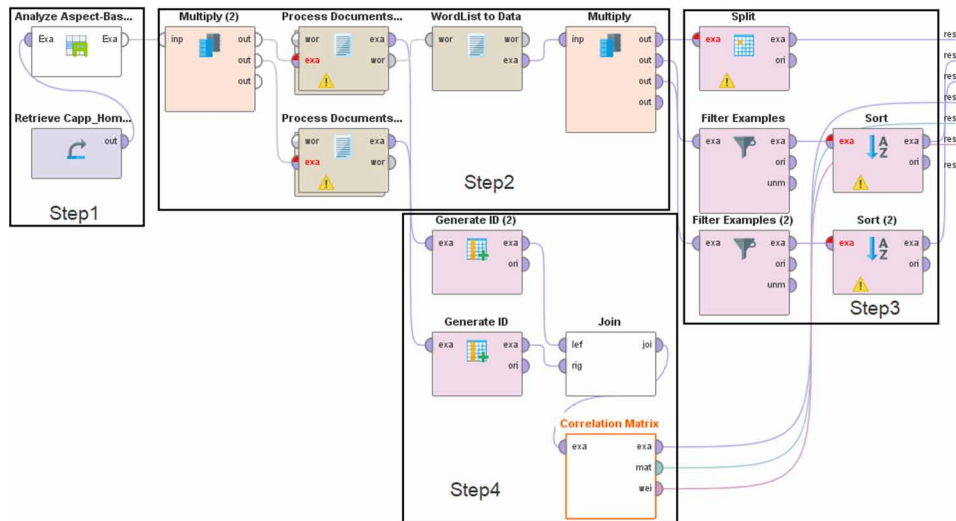 Analyze Aspect-Bas...
Exa Exa
Retrieve Capp_Hom...
out
Step1
Multiply (2)
inp out
out
out
Process Documents...
wor exa
exa wor
Process Documents...
wor exa
exa wor
WordList to Data
wor wor
exa
Multiply
inp out
out
out
out
Step2
Split
exa exa
ori
Filter Examples
exa exa
ori
unm
Sort
exa exa
ori
Filter Examples (2)
exa exa
ori
unm
Sort (2)
exa exa
ori
Step3
res
res
res
res
res
res
Generate ID (2)
exa exa
ori
Generate ID
exa exa
ori
Join
lef joi
rig
Correlation Matrix
exa exa
mat
wei
Step4